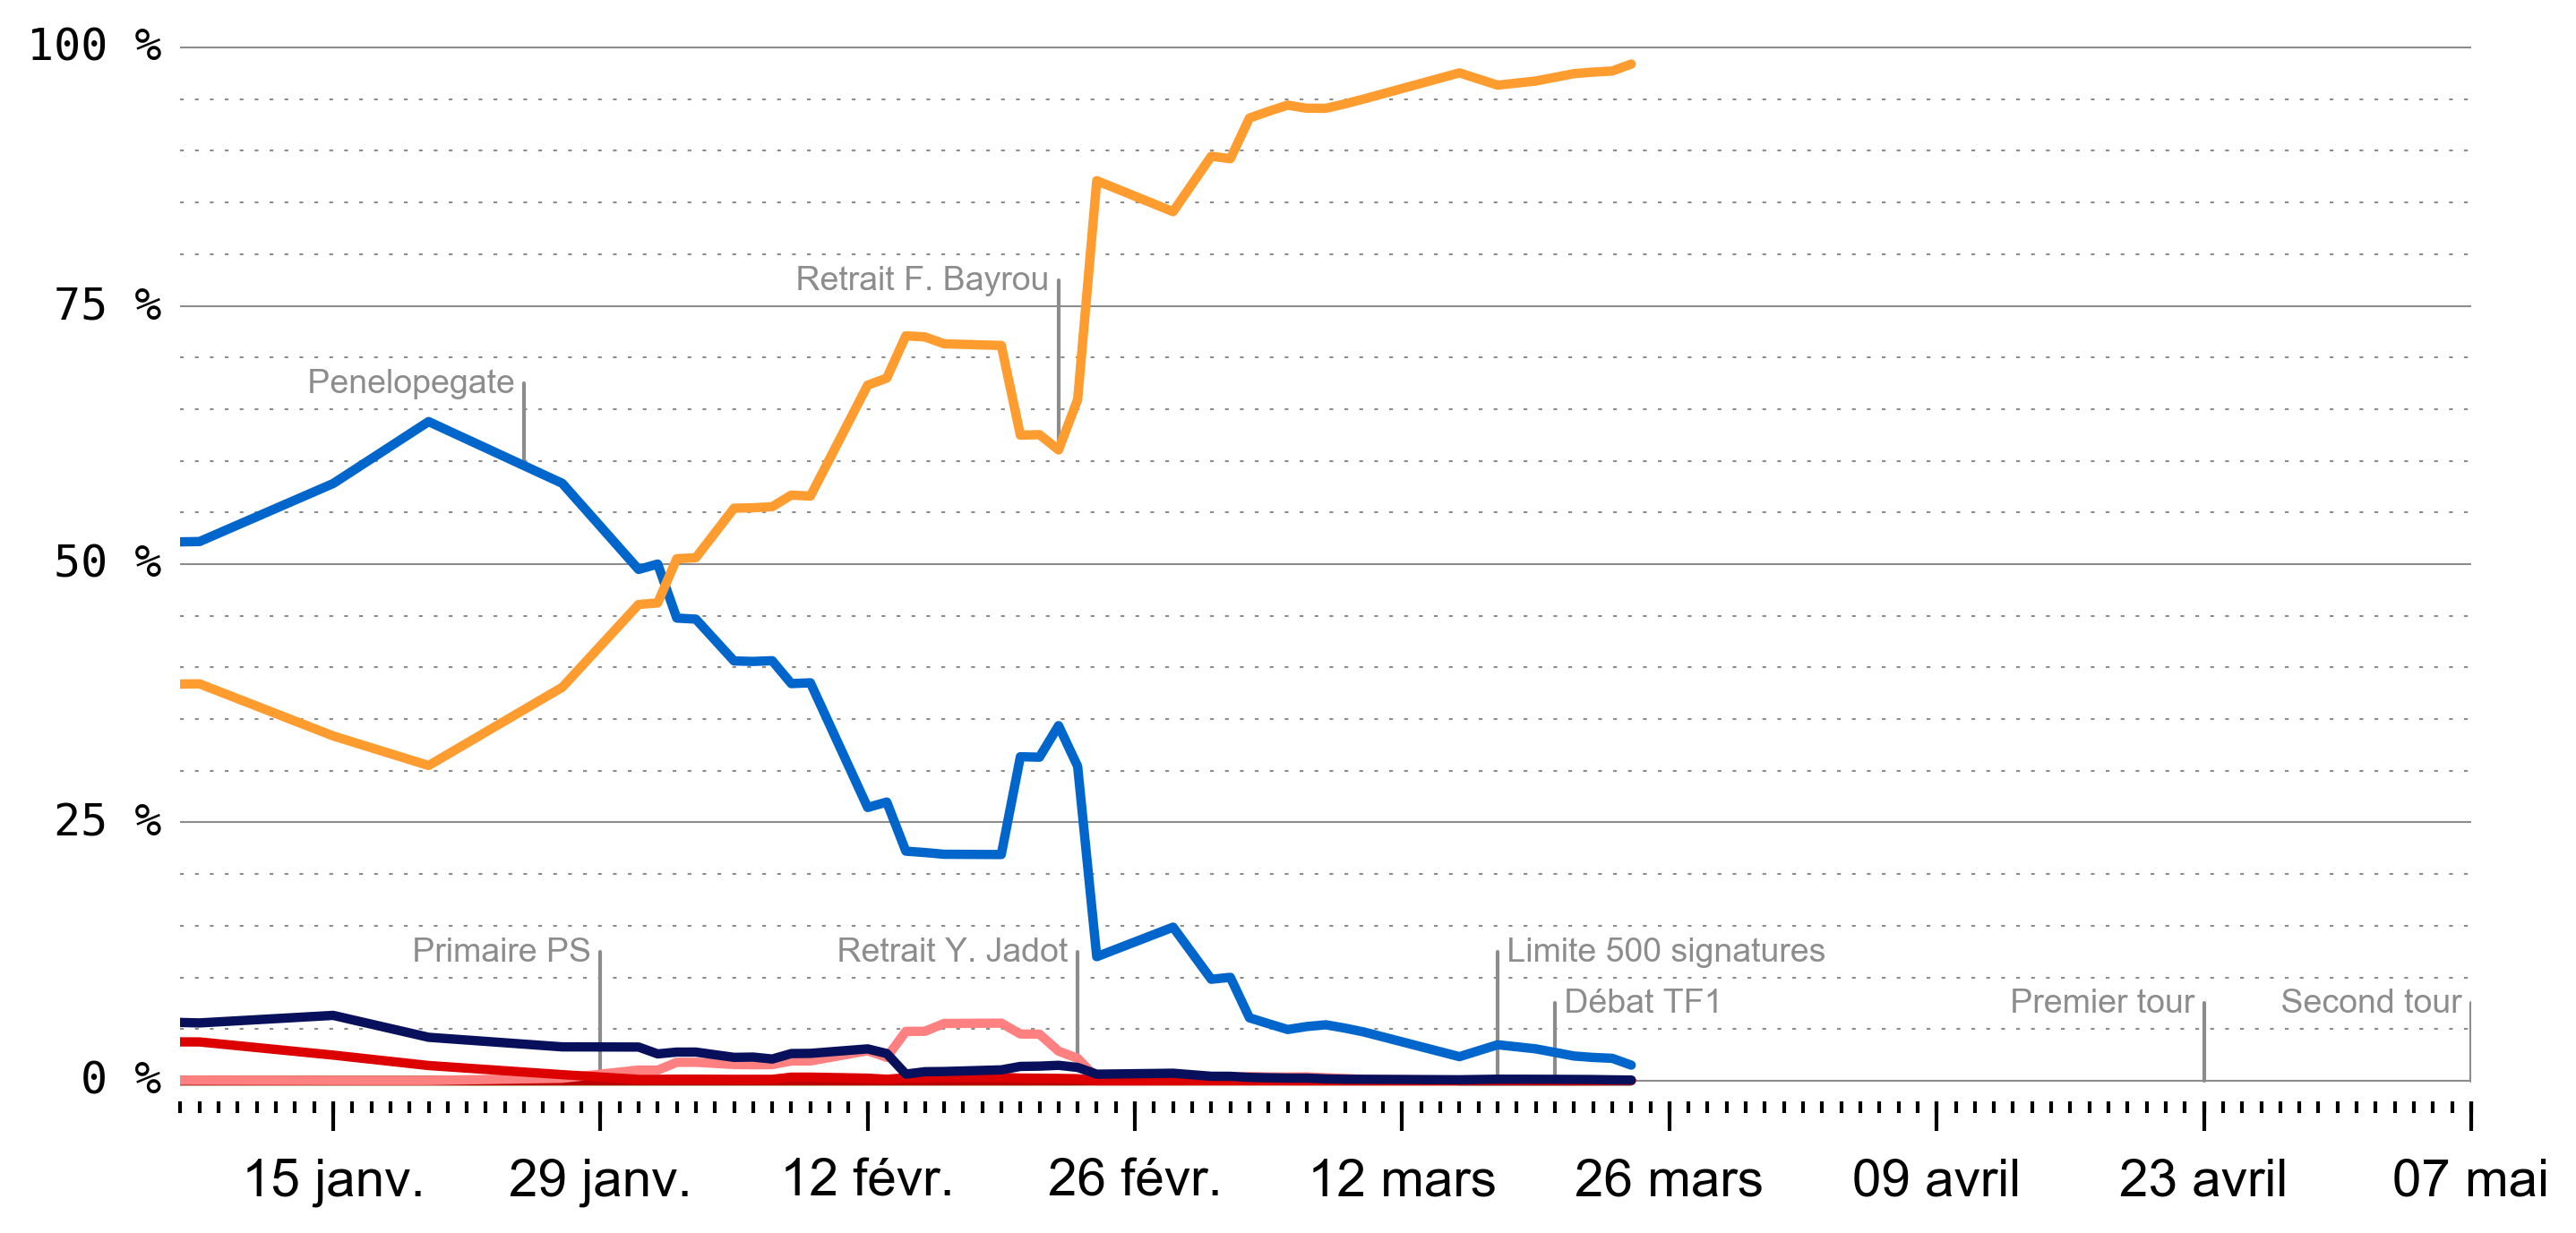 100 %
Retrait F. Bayrou
75 %
Penelopegate
50 %
25 %
Primaire PS
Retrait Y. Jadot
Limite 500 signatures
Débat TF1
Premier tour
Second tour
0 %
15 janv.
29 janv.
12 févr.
26 févr.
12 mars
26 mars
09 avril
23 avril
07 mai